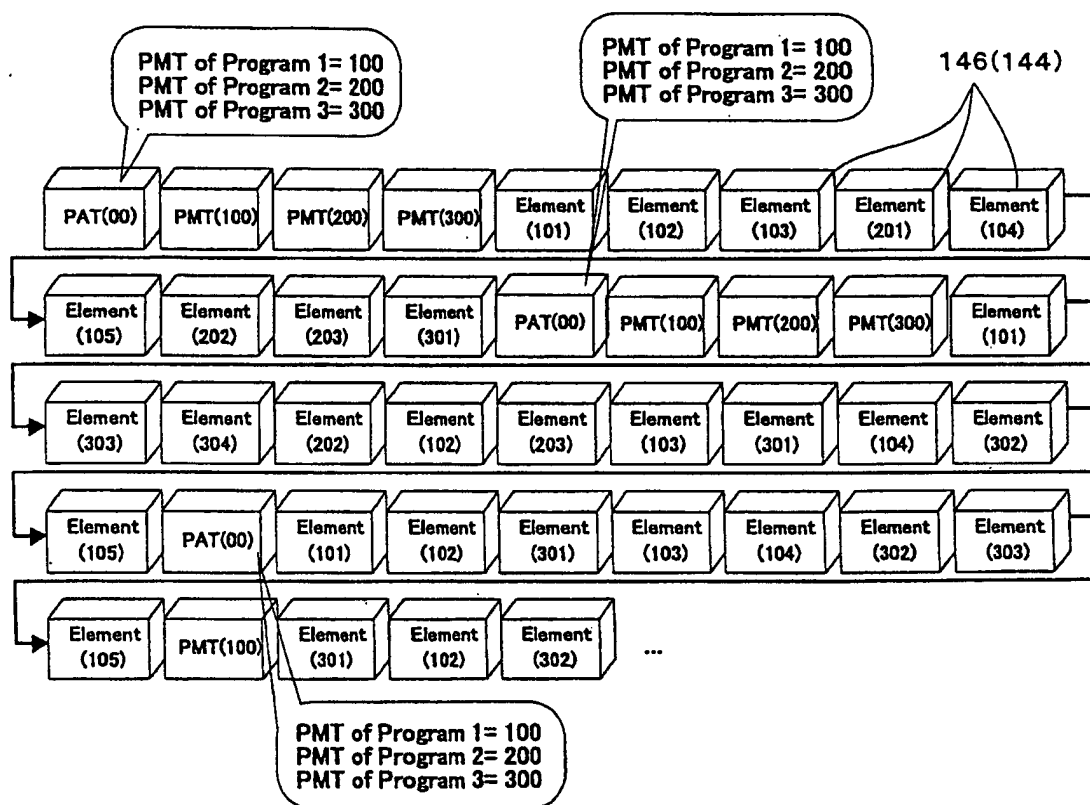 PMT of Program 1= 100
PMT of Program 2= 200
PMT of Program 3= 300
PMT of Program 1= 100
PMT of Program 2= 200
PMT of Program 3= 300
146(144)
PAT(00) PMT(100) PMT(200) PMT(300) Element (101) Element (102) Element (103) Element (201) Element (104)
Element (105) Element (202) Element (203) Element (301) PAT(00) PMT(100) PMT(200) PMT(300) Element (101)
Element (303) Element (304) Element (202) Element (102) Element (203) Element (103) Element (301) Element (104) Element (302)
Element (105) PAT(00) Element (101) Element (102) Element (301) Element (103) Element (104) Element (302) Element (303)
Element (105) PMT(100) Element (301) Element (102) Element (302) ...
PMT of Program 1= 100
PMT of Program 2= 200
PMT of Program 3= 300